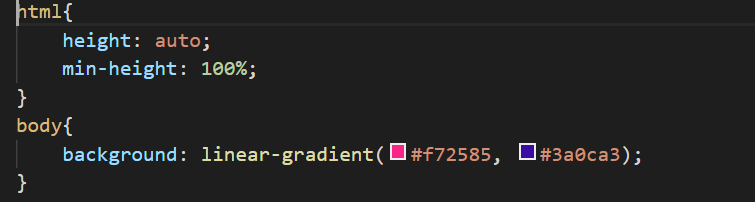 html{
height: auto;
min-height: 100%;
}
body{
background: linear-gradient(#f72585, #3a0ca3);
}